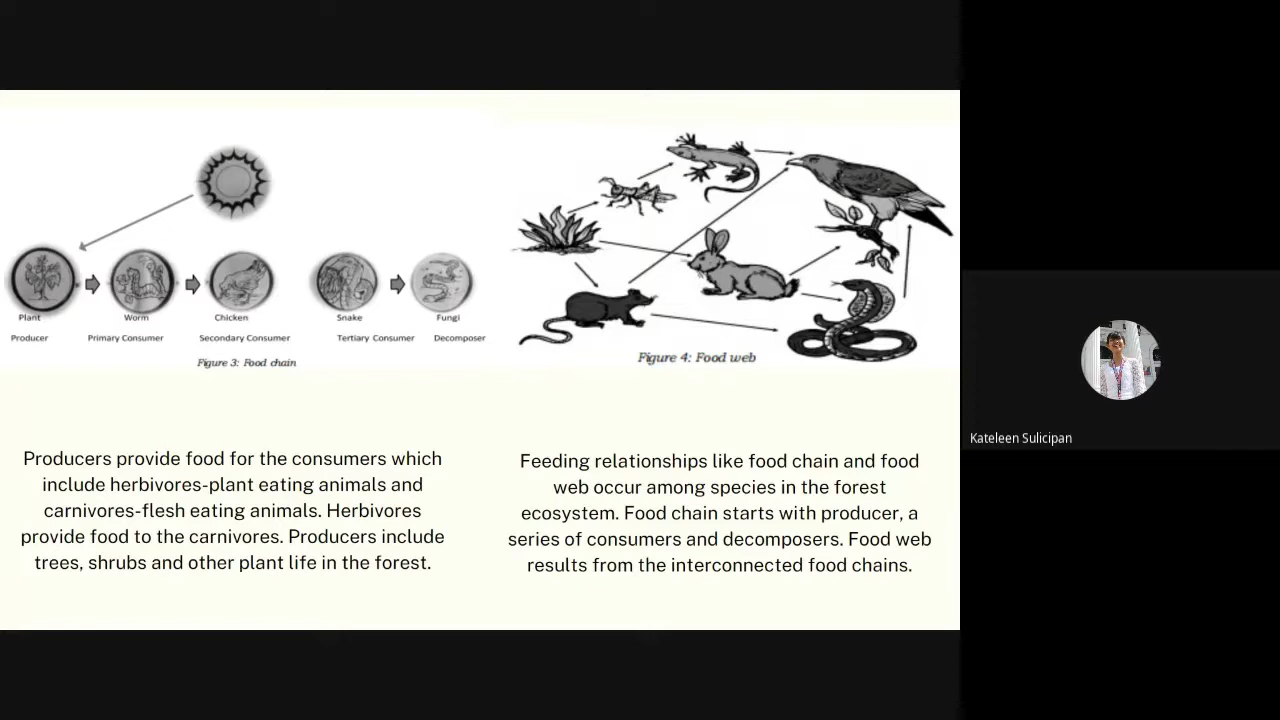 Plant Worm Chicken Snake Fungi
Producer Primary Consumer Secondary Consumer Tertiary Consumer Decomposer
Figure 3: Food chain
Figure 4: Food web
Producers provide food for the consumers which
include herbivores-plant eating animals and
carnivores-flesh eating animals. Herbivores
provide food to the carnivores. Producers include
trees, shrubs and other plant life in the forest.
Feeding relationships like food chain and food
web occur among species in the forest
ecosystem. Food chain starts with producer, a
series of consumers and decomposers. Food web
results from the interconnected food chains.
Kateleen Sulicipan